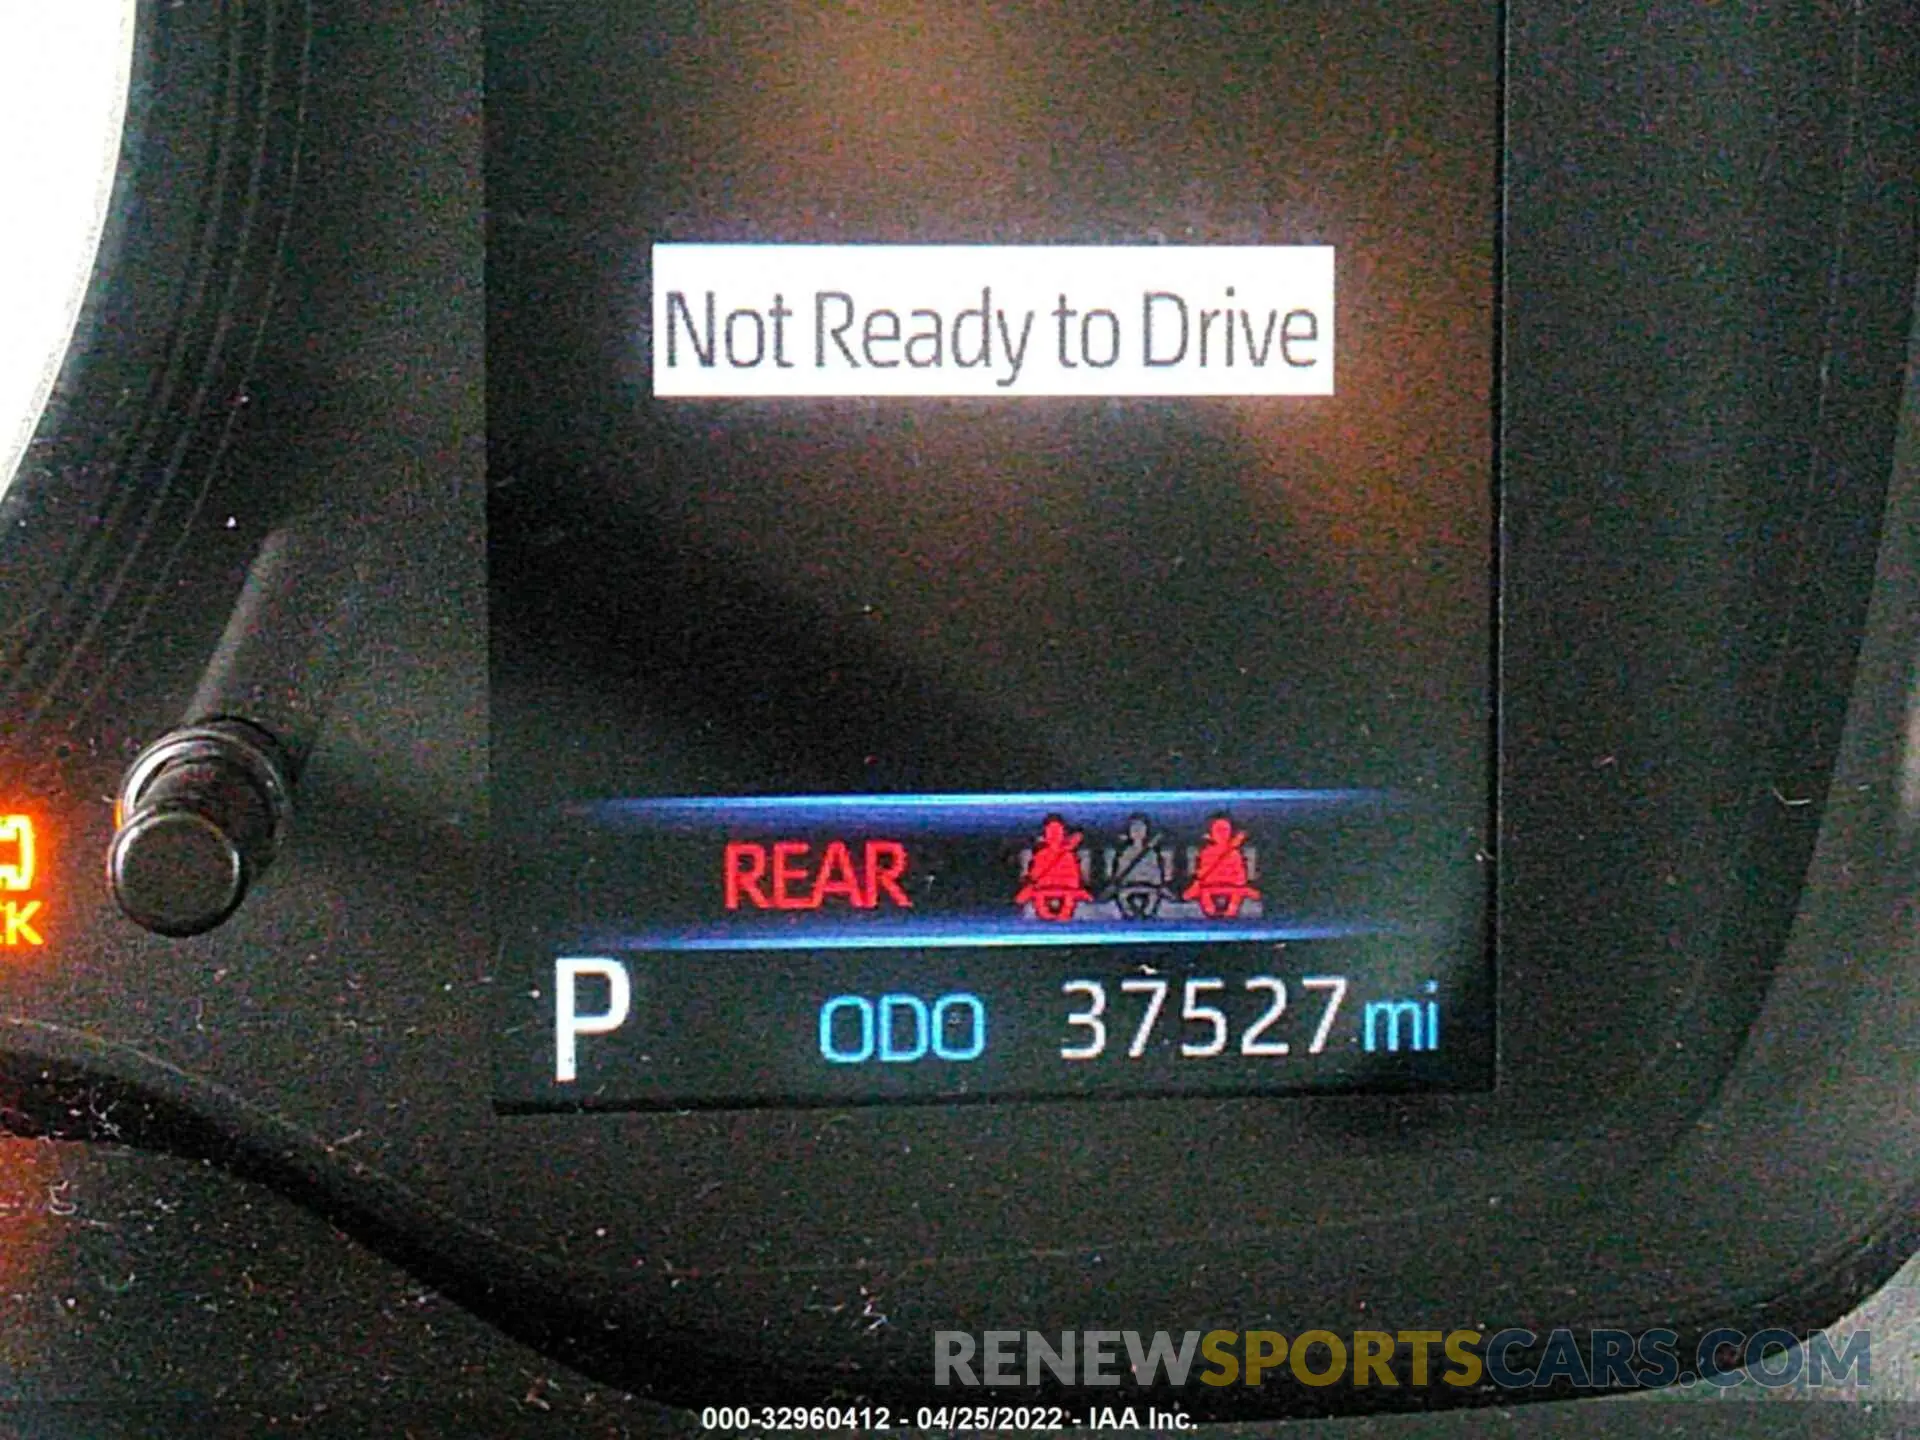 Not Ready to Drive
REAR
P ODO 37527 mi
RENEWSPORTSCARS.COM
000-32960412 - 04/25/2022 - IAA Inc.